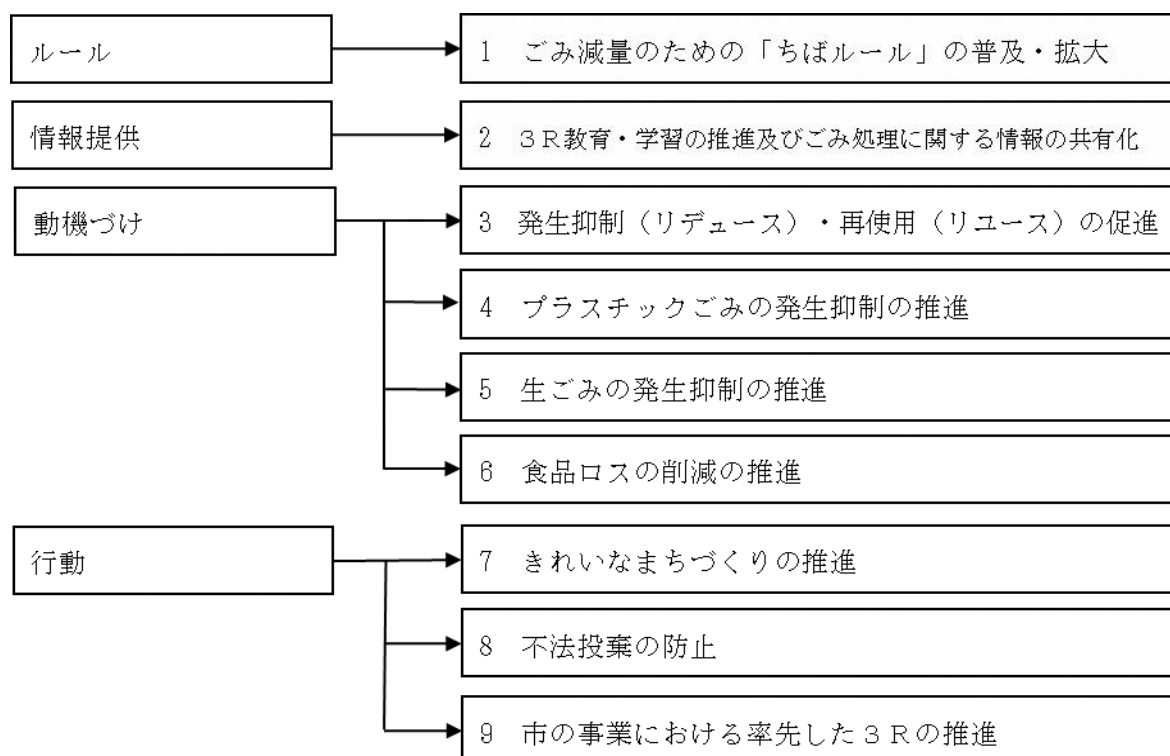 ルール
1　ごみ減量のための「ちばルール」の普及・拡大
情報提供
2　３Ｒ教育・学習の推進及びごみ処理に関する情報の共有化
動機づけ
3　発生抑制（リデュース）・再使用（リユース）の促進
4　プラスチックごみの発生抑制の推進
5　生ごみの発生抑制の推進
6　食品ロスの削減の推進
行動
7　きれいなまちづくりの推進
8　不法投棄の防止
9　市の事業における率先した３Ｒの推進